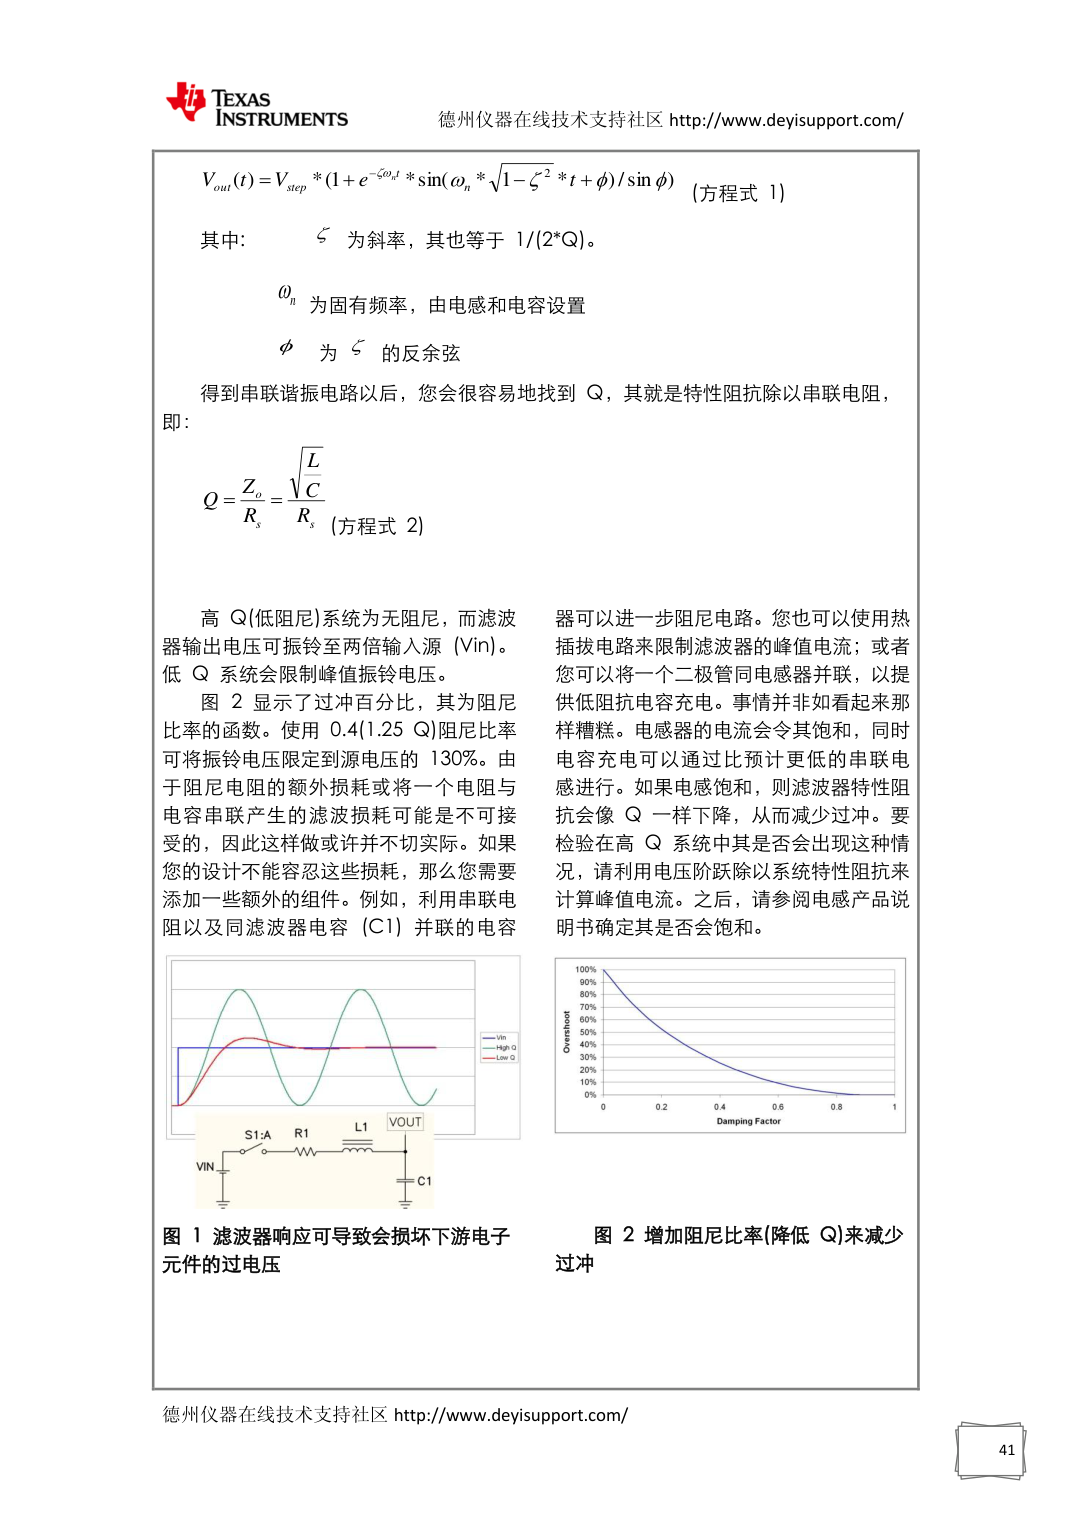 TEXAS
INSTRUMENTS
德州仪器在线技术支持社区 http://www.deyisupport.com/
V_out(t) = V_step * (1 + e^{-ζω_n t} * sin(ω_n * √(1 − ζ²) * t + ϕ) / sin ϕ) (方程式 1)
其中: ζ 为斜率，其也等于 1/(2*Q)。
ω_n 为固有频率，由电感和电容设置
ϕ 为 ζ 的反余弦
得到串联谐振电路以后，您会很容易地找到 Q，其就是特性阻抗除以串联电阻，
即：
Q = Z_o / R_s = √(L/C) / R_s (方程式 2)
高 Q(低阻尼)系统为无阻尼，而滤波
器输出电压可振铃至两倍输入源 (Vin)。
低 Q 系统会限制峰值振铃电压。
图 2 显示了过冲百分比，其为阻尼
比率的函数。使用 0.4(1.25 Q)阻尼比率
可将振铃电压限定到源电压的 130%。由
于阻尼电阻的额外损耗或将一个电阻与
电容串联产生的滤波损耗可能是不可接
受的，因此这样做或许并不切实际。如果
您的设计不能容忍这些损耗，那么您需要
添加一些额外的组件。例如，利用串联电
阻以及同滤波器电容 (C1) 并联的电容
器可以进一步阻尼电路。您也可以使用热
插拔电路来限制滤波器的峰值电流；或者
您可以将一个二极管同电感器并联，以提
供低阻抗电容充电。事情并非如看起来那
样糟糕。电感器的电流会令其饱和，同时
电容充电可以通过比预计更低的串联电
感进行。如果电感饱和，则滤波器特性阻
抗会像 Q 一样下降，从而减少过冲。要
检验在高 Q 系统中其是否会出现这种情
况，请利用电压阶跃除以系统特性阻抗来
计算峰值电流。之后，请参阅电感产品说
明书确定其是否会饱和。
Vin
High Q
Low Q
VOUT
S1:A
R1
L1
VIN
C1
图 1 滤波器响应可导致会损坏下游电子
元件的过电压
100%
90%
80%
70%
60%
50%
40%
30%
20%
10%
0%
Overshoot
0 0.2 0.4 0.6 0.8 1
Damping Factor
图 2 增加阻尼比率(降低 Q)来减少
过冲
德州仪器在线技术支持社区 http://www.deyisupport.com/
41